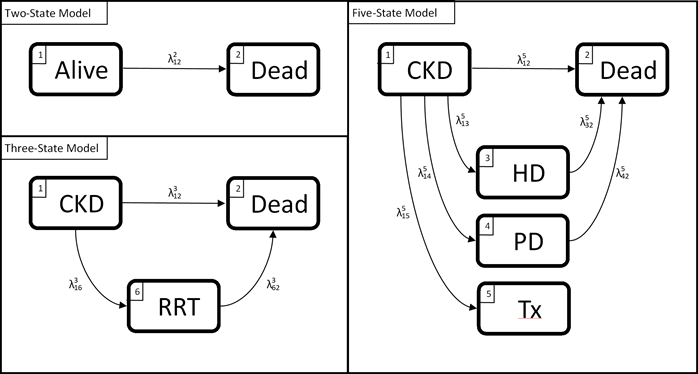 Two-State Model
1
Alive
λ²₁₂
2
Dead
Three-State Model
1
CKD
λ³₁₂
2
Dead
λ³₁₆
6
RRT
λ³₆₂
Five-State Model
1
CKD
λ⁵₁₂
2
Dead
λ⁵₁₃
λ⁵₃₂
3
HD
λ⁵₁₄
λ⁵₄₂
4
PD
λ⁵₁₅
5
Tx